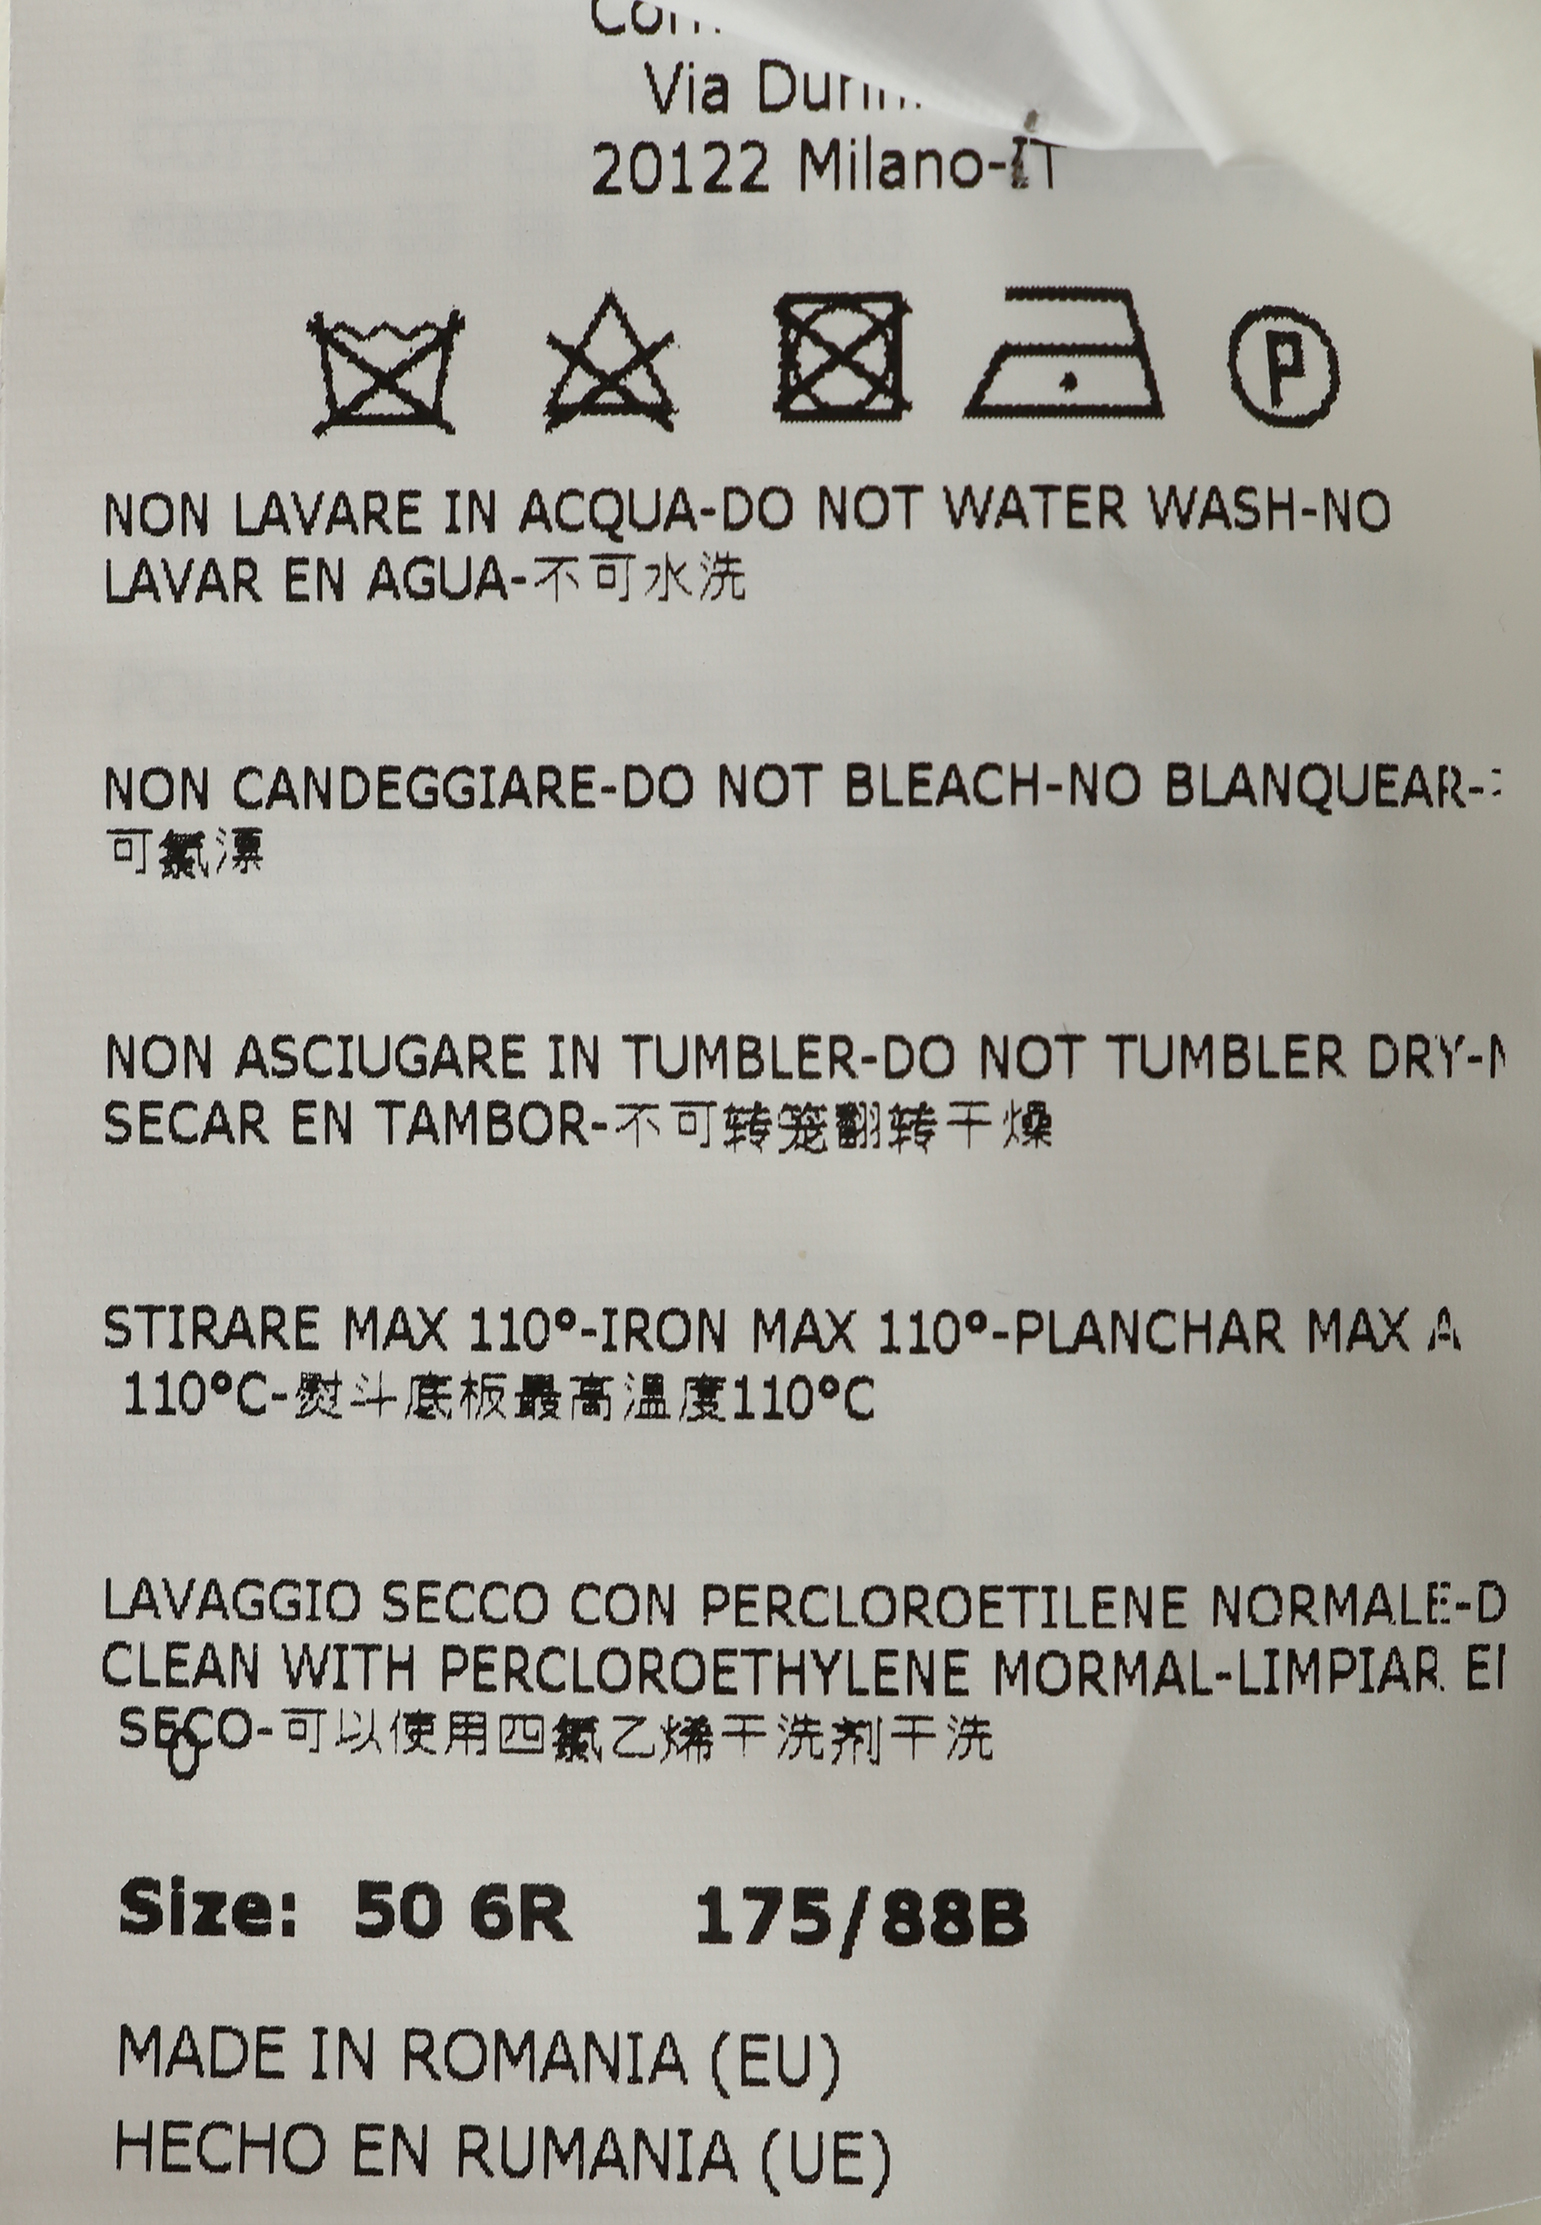 Via
20122 Milano-IT
P
NON LAVARE IN ACQUA-DO NOT WATER WASH-NO
LAVAR EN AGUA-不可水洗
NON CANDEGGIARE-DO NOT BLEACH-NO BLANQUEAR-
可氯漂
NON ASCIUGARE IN TUMBLER-DO NOT TUMBLER DRY-
SECAR EN TAMBOR-不可转笼翻转干燥
STIRARE MAX 110°-IRON MAX 110°-PLANCHAR MAX A
110°C-熨斗底板最高温度110°C
LAVAGGIO SECCO CON PERCLOROETILENE NORMALE-D
CLEAN WITH PERCLOROETHYLENE MORMAL-LIMPIAR
SECO-可以使用四氯乙烯干洗剂干洗
Size: 50 6R 175/88B
MADE IN ROMANIA (EU)
HECHO EN RUMANIA (UE)